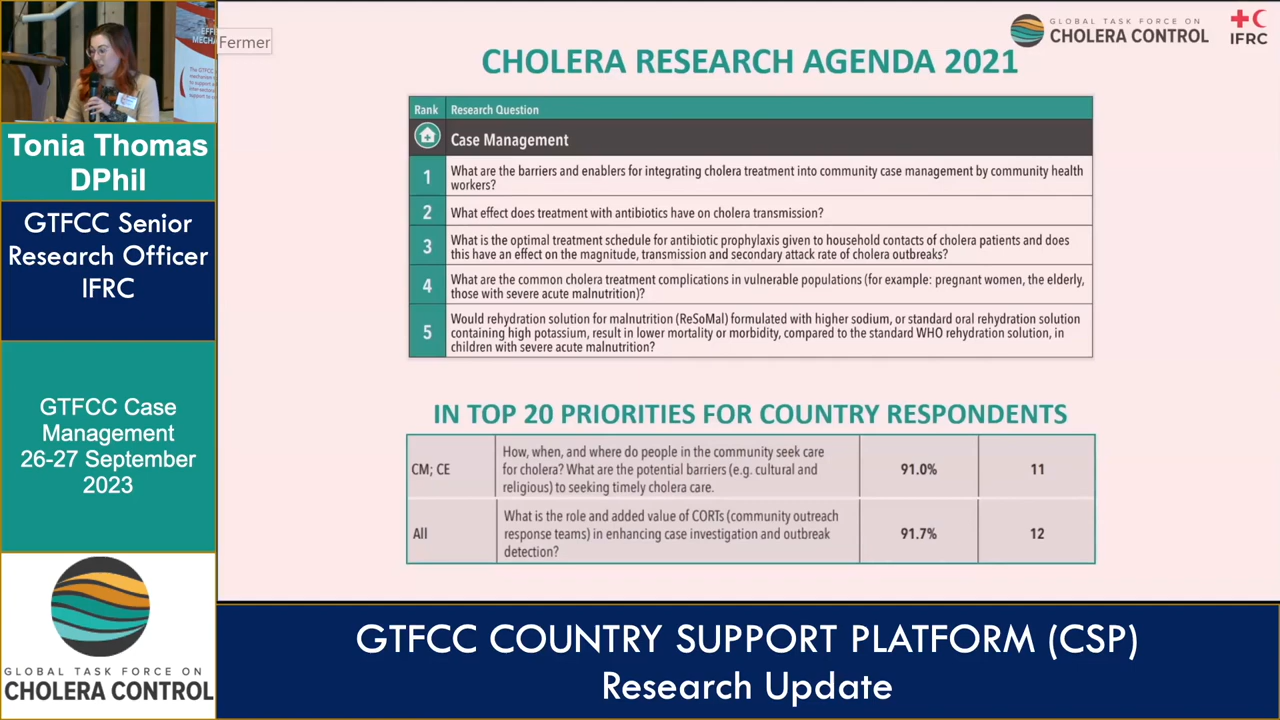 Fermer
GLOBAL TASK FORCE ON
CHOLERA CONTROL
IFRC
CHOLERA RESEARCH AGENDA 2021
Rank Research Question
Case Management
1 What are the barriers and enablers for integrating cholera treatment into community case management by community health
workers?
2 What effect does treatment with antibiotics have on cholera transmission?
3 What is the optimal treatment schedule for antibiotic prophylaxis given to household contacts of cholera patients and does
this have an effect on the magnitude, transmission and secondary attack rate of cholera outbreaks?
4 What are the common cholera treatment complications in vulnerable populations (for example: pregnant women, the elderly,
those with severe acute malnutrition)?
5 Would rehydration solution for malnutrition (ReSoMal) formulated with higher sodium, or standard oral rehydration solution
containing high potassium, result in lower mortality or morbidity, compared to the standard WHO rehydration solution, in
children with severe acute malnutrition?
IN TOP 20 PRIORITIES FOR COUNTRY RESPONDENTS
CM; CE How, when, and where do people in the community seek care
for cholera? What are the potential barriers (e.g. cultural and
religious) to seeking timely cholera care. 91.0% 11
All What is the role and added value of CORTs (community outreach
response teams) in enhancing case investigation and outbreak
detection? 91.7% 12
Tonia Thomas
DPhil
GTFCC Senior
Research Officer
IFRC
GTFCC Case
Management
26-27 September
2023
GLOBAL TASK FORCE ON
CHOLERA CONTROL
GTFCC COUNTRY SUPPORT PLATFORM (CSP)
Research Update